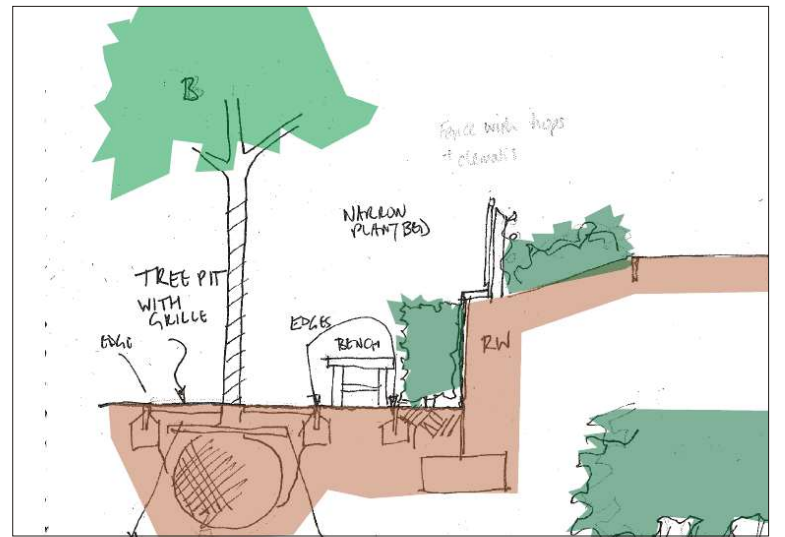 B
Fence with hops
+ clematis
NARROW
PLANT BED
TREE PIT
WITH
GRILLE
EDGE
EDGES
BENCH
RW